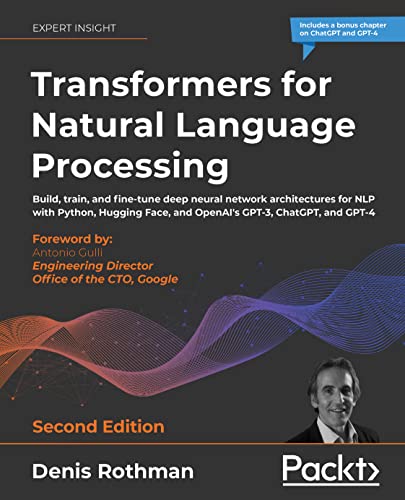 EXPERT INSIGHT
Includes a bonus chapter
on ChatGPT and GPT-4
Transformers for
Natural Language
Processing
Build, train, and fine-tune deep neural network architectures for NLP
with Python, Hugging Face, and OpenAI's GPT-3, ChatGPT, and GPT-4
Foreword by:
Antonio Gulli
Engineering Director
Office of the CTO, Google
Second Edition
Denis Rothman
Packt>